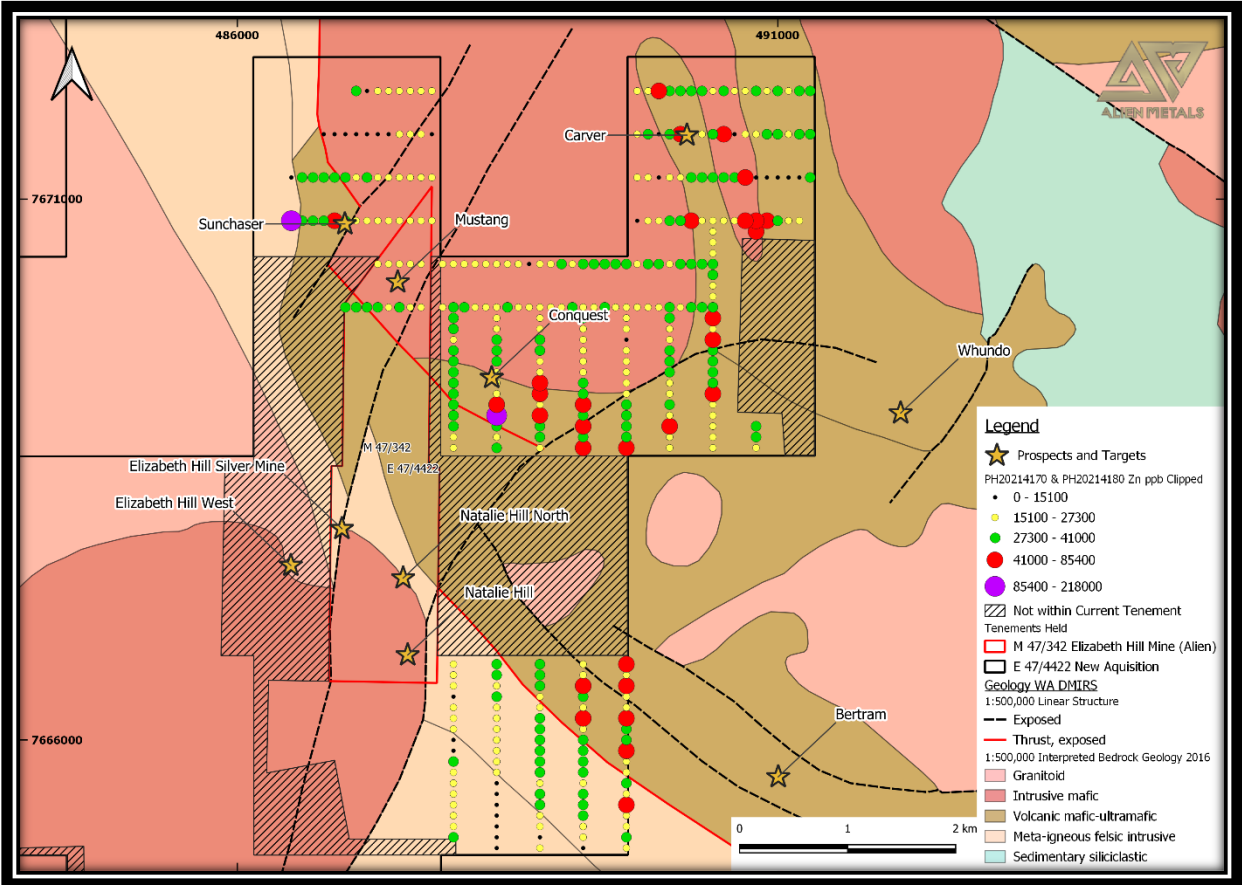 486000
491000
ALIEN METALS
Carver
7671000
Sunchaser
Mustang
Conquest
Whundo
M 47/342
Elizabeth Hill Silver Mine
E 47/4422
Elizabeth Hill West
Natalie Hill North
Natalie Hill
7666000
Bertram
0 1 2 km
Legend
Prospects and Targets
PH20214170 & PH20214180 Zn ppb Clipped
0 - 15100
15100 - 27300
27300 - 41000
41000 - 85400
85400 - 218000
Not within Current Tenement
Tenements Held
M 47/342 Elizabeth Hill Mine (Alien)
E 47/4422 New Aquisition
Geology WA DMIRS
1:500,000 Linear Structure
Exposed
Thrust, exposed
1:500,000 Interpreted Bedrock Geology 2016
Granitoid
Intrusive mafic
Volcanic mafic-ultramafic
Meta-igneous felsic intrusive
Sedimentary siliciclastic